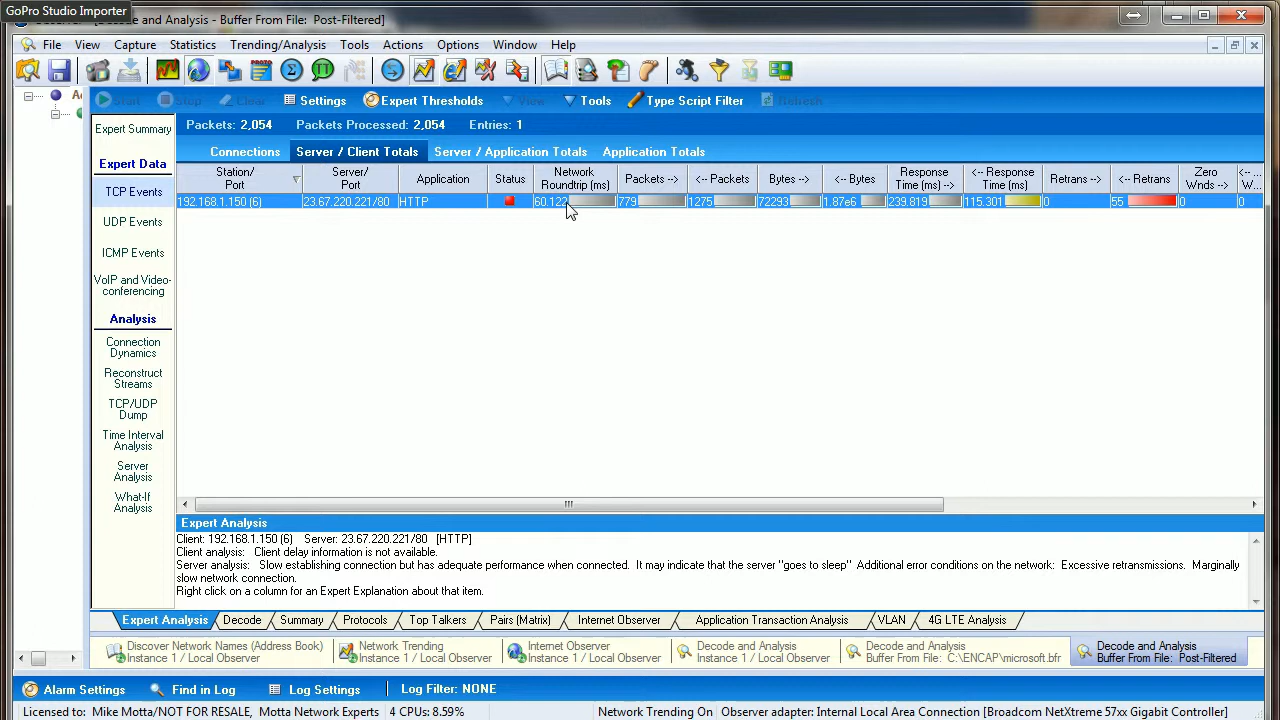 GoPro Studio Importer
[Decode and Analysis - Buffer From File: Post-Filtered]
File View Capture Statistics Trending/Analysis Tools Actions Options Window Help
Start Stop Clear Settings Expert Thresholds View Tools Type Script Filter Refresh
Expert Summary
Expert Data
TCP Events
UDP Events
ICMP Events
VoIP and Video-
conferencing
Analysis
Connection
Dynamics
Reconstruct
Streams
TCP/UDP
Dump
Time Interval
Analysis
Server
Analysis
What-If
Analysis
Packets: 2,054 Packets Processed: 2,054 Entries: 1
Connections Server / Client Totals Server / Application Totals Application Totals
Station/ Server/ Network Response <-- Response Zero <-- ...
Port Port Application Status Roundtrip (ms) Packets --> <-- Packets Bytes --> <-- Bytes Time (ms) --> Time (ms) Retrans --> <-- Retrans Wnds --> W...
192.168.1.150 (6) 23.67.220.221/80 HTTP 60.122 779 1275 72293 1.87e6 239.819 115.301 0 55 0 0
Expert Analysis
Client: 192.168.1.150 (6) Server: 23.67.220.221/80 [HTTP]
Client analysis: Client delay information is not available.
Server analysis: Slow establishing connection but has adequate performance when connected. It may indicate that the server "goes to sleep" Additional error conditions on the network: Excessive retransmissions. Marginally
slow network connection.
Right click on a column for an Expert Explanation about that item.
Expert Analysis Decode Summary Protocols Top Talkers Pairs (Matrix) Internet Observer Application Transaction Analysis VLAN 4G LTE Analysis
Discover Network Names (Address Book) Network Trending Internet Observer Decode and Analysis Decode and Analysis Decode and Analysis
Instance 1 / Local Observer Instance 1 / Local Observer Instance 1 / Local Observer Instance 1 / Local Observer Buffer From File: C:\ENCAP\microsoft.bfr Buffer From File: Post-Filtered
Alarm Settings Find in Log Log Settings Log Filter: NONE
Licensed to: Mike Motta/NOT FOR RESALE, Motta Network Experts 4 CPUs: 8.59% Network Trending On Observer adapter: Internal Local Area Connection [Broadcom NetXtreme 57xx Gigabit Controller]